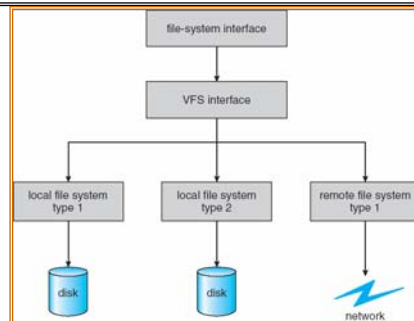 file-system interface
VFS interface
local file system
type 1
local file system
type 2
remote file system
type 1
disk
disk
network